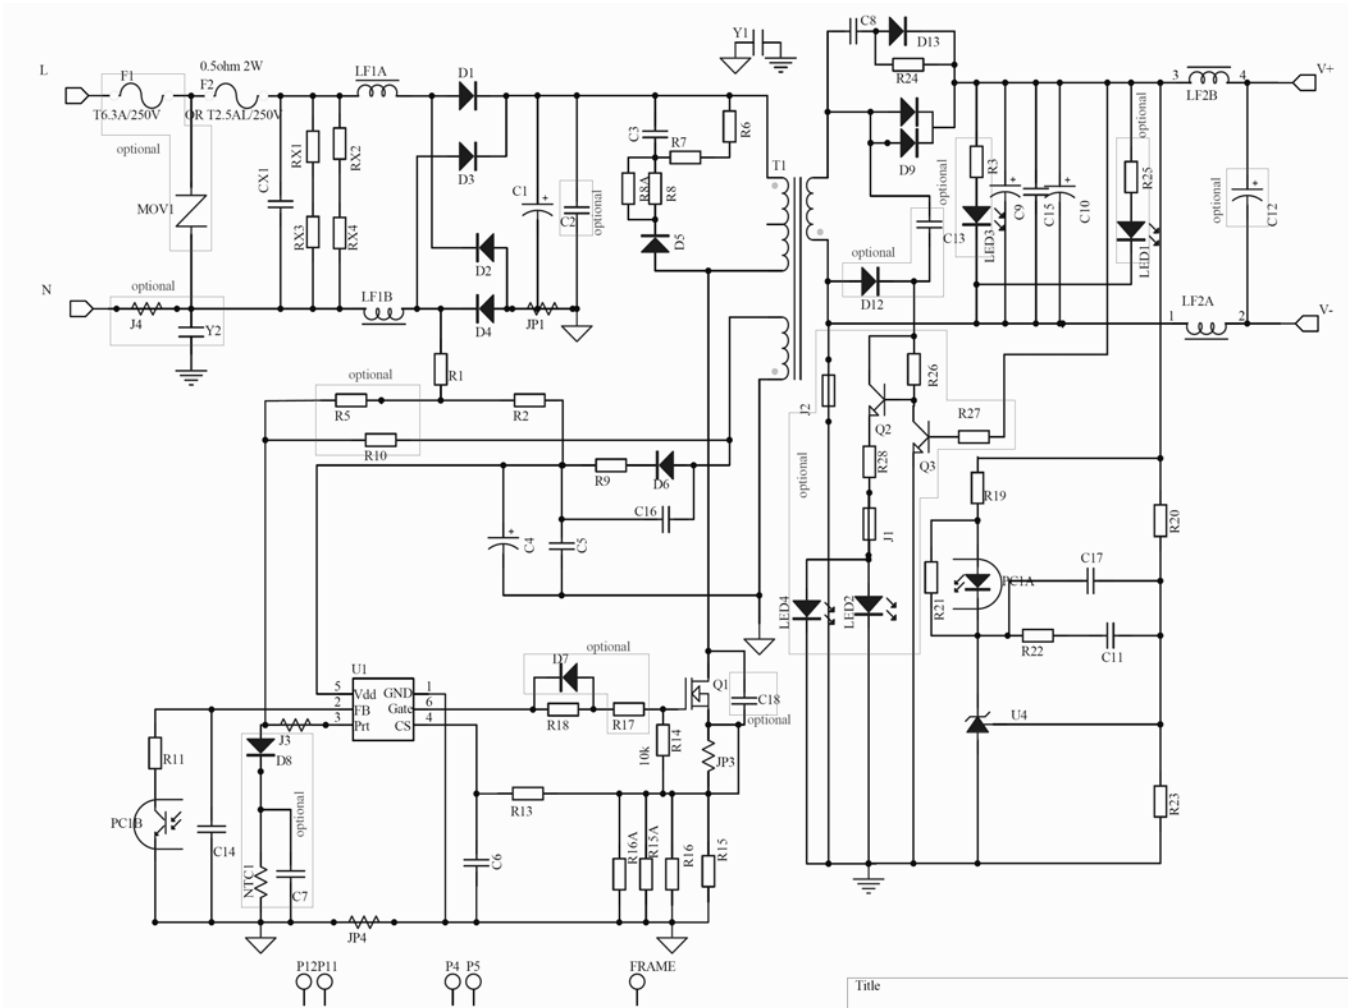 L
F1
T6.3A/250V
0.5ohm 2W
F2
OR T2.5AL/250V
optional
MOV1
N
J4
Y2
CX1
RX1
RX2
RX3
RX4
LF1A
LF1B
D1
D3
D2
D4
JP1
C1
C2
optional
C3
R7
R6
R8A
R8
D5
T1
Y1
C8
D13
R24
D9
optional
C13
optional
D12
R3
LED3
C9
C15
C10
optional
R25
LED1
3
4
LF2B
V+
optional
C12
LF2A
1
2
V-
R1
optional
R5
R2
R10
R9
D6
C16
C4
C5
J2
optional
Q2
R26
R27
Q3
R28
J1
LED4
LED2
R19
R20
R21
PC1A
C17
R22
C11
U4
R23
U1
5
Vdd
GND
1
2
FB
Gate
6
3
Prt
CS
4
optional
D7
R18
R17
Q1
C18
optional
10k
R14
JP3
R11
PC1B
C14
J3
D8
optional
NTC1
C7
JP4
R13
C6
R16A
R15A
R16
R15
P12
P11
P4
P5
FRAME
Title